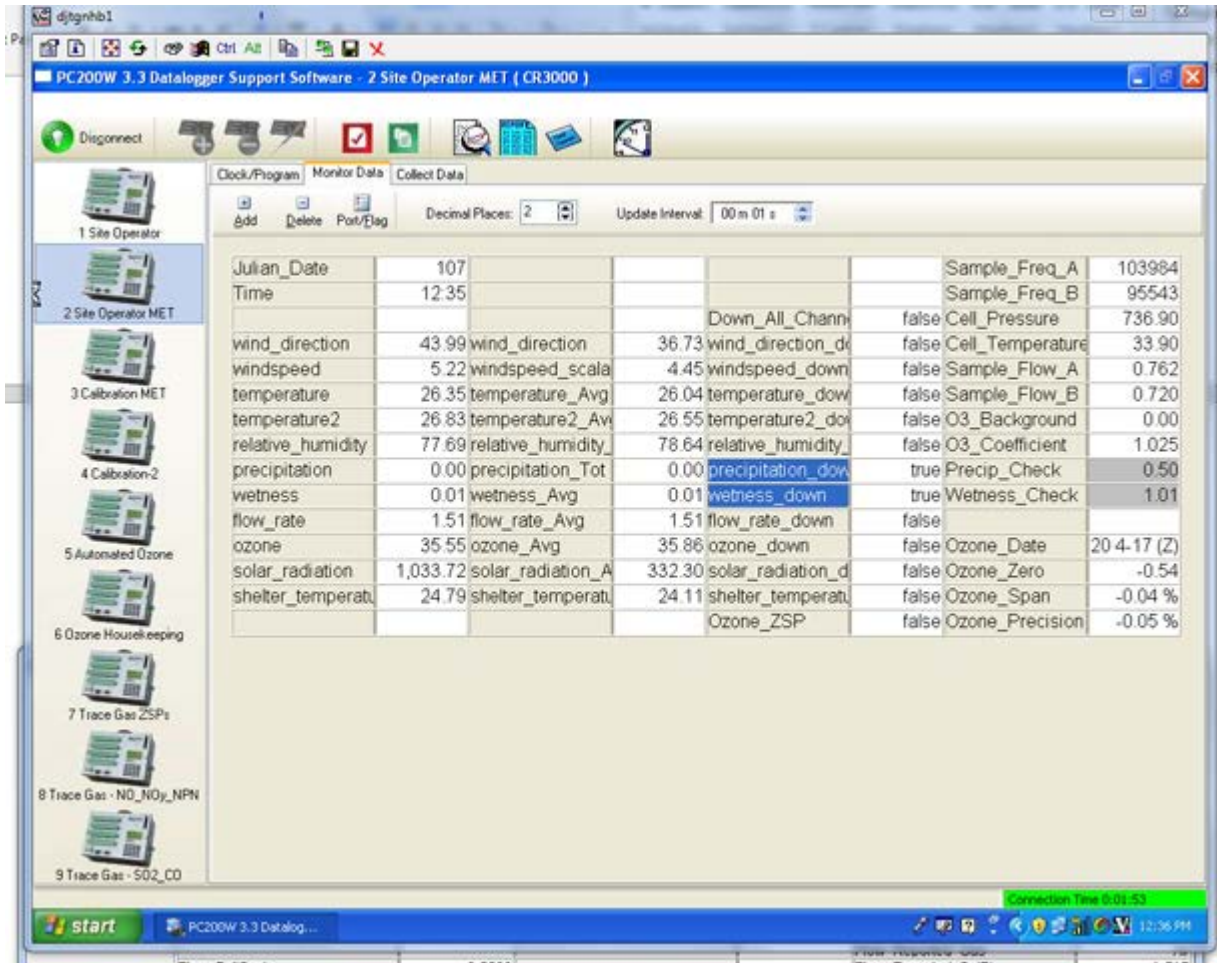 djtgnhb1
Ctrl Alt
PC200W 3.3 Datalogger Support Software - 2 Site Operator MET ( CR3000 )
Disconnect
Clock/Program Monitor Data Collect Data
Add Delete Port/Flag Decimal Places: 2 Update Interval: 00 m 01 s
1 Site Operator
2 Site Operator MET
3 Calibration MET
4 Calibration-2
5 Automated Ozone
6 Ozone Housekeeping
7 Trace Gas ZSPs
8 Trace Gas - NO_NOy_NPN
9 Trace Gas - SO2_CO
Julian_Date 107 Sample_Freq_A 103984
Time 12:35 Sample_Freq_B 95543
Down_All_Chann false Cell_Pressure 736.90
wind_direction 43.99 wind_direction 36.73 wind_direction_do false Cell_Temperature 33.90
windspeed 5.22 windspeed_scala 4.45 windspeed_down false Sample_Flow_A 0.762
temperature 26.35 temperature_Avg 26.04 temperature_dow false Sample_Flow_B 0.720
temperature2 26.83 temperature2_Av 26.55 temperature2_do false O3_Background 0.00
relative_humidity 77.69 relative_humidity_ 78.64 relative_humidity_ false O3_Coefficient 1.025
precipitation 0.00 precipitation_Tot 0.00 precipitation_dow true Precip_Check 0.50
wetness 0.01 wetness_Avg 0.01 wetness_down true Wetness_Check 1.01
flow_rate 1.51 flow_rate_Avg 1.51 flow_rate_down false
ozone 35.55 ozone_Avg 35.86 ozone_down false Ozone_Date 20 4-17 (Z)
solar_radiation 1,033.72 solar_radiation_A 332.30 solar_radiation_d false Ozone_Zero -0.54
shelter_temperatu 24.79 shelter_temperatu 24.11 shelter_temperatu false Ozone_Span -0.04 %
Ozone_ZSP false Ozone_Precision -0.05 %
Connection Time 0:01:53
start PC200W 3.3 Datalog... 12:36 PM